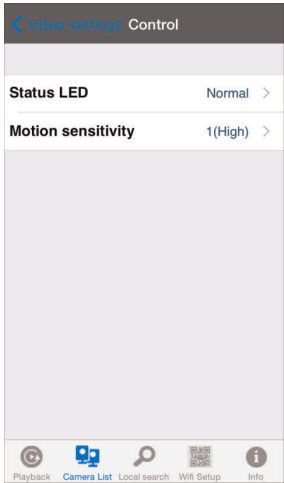 Video settings Control
Status LED Normal
Motion sensitivity 1(High)
Playback Camera List Local search Wifi Setup Info